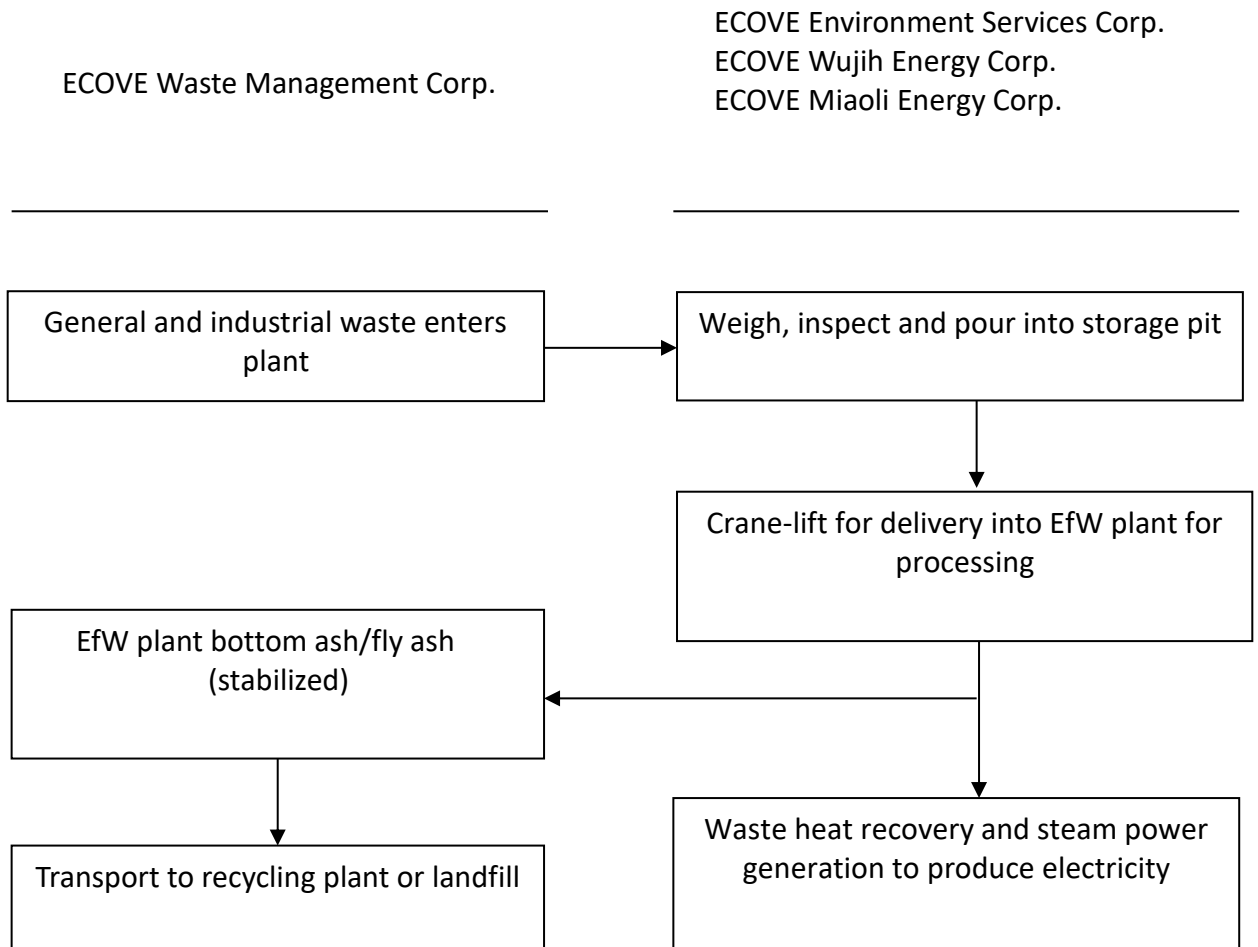 ECOVE Waste Management Corp.
ECOVE Environment Services Corp.
ECOVE Wujih Energy Corp.
ECOVE Miaoli Energy Corp.
General and industrial waste enters
plant
Weigh, inspect and pour into storage pit
Crane-lift for delivery into EfW plant for
processing
EfW plant bottom ash/fly ash
(stabilized)
Transport to recycling plant or landfill
Waste heat recovery and steam power
generation to produce electricity